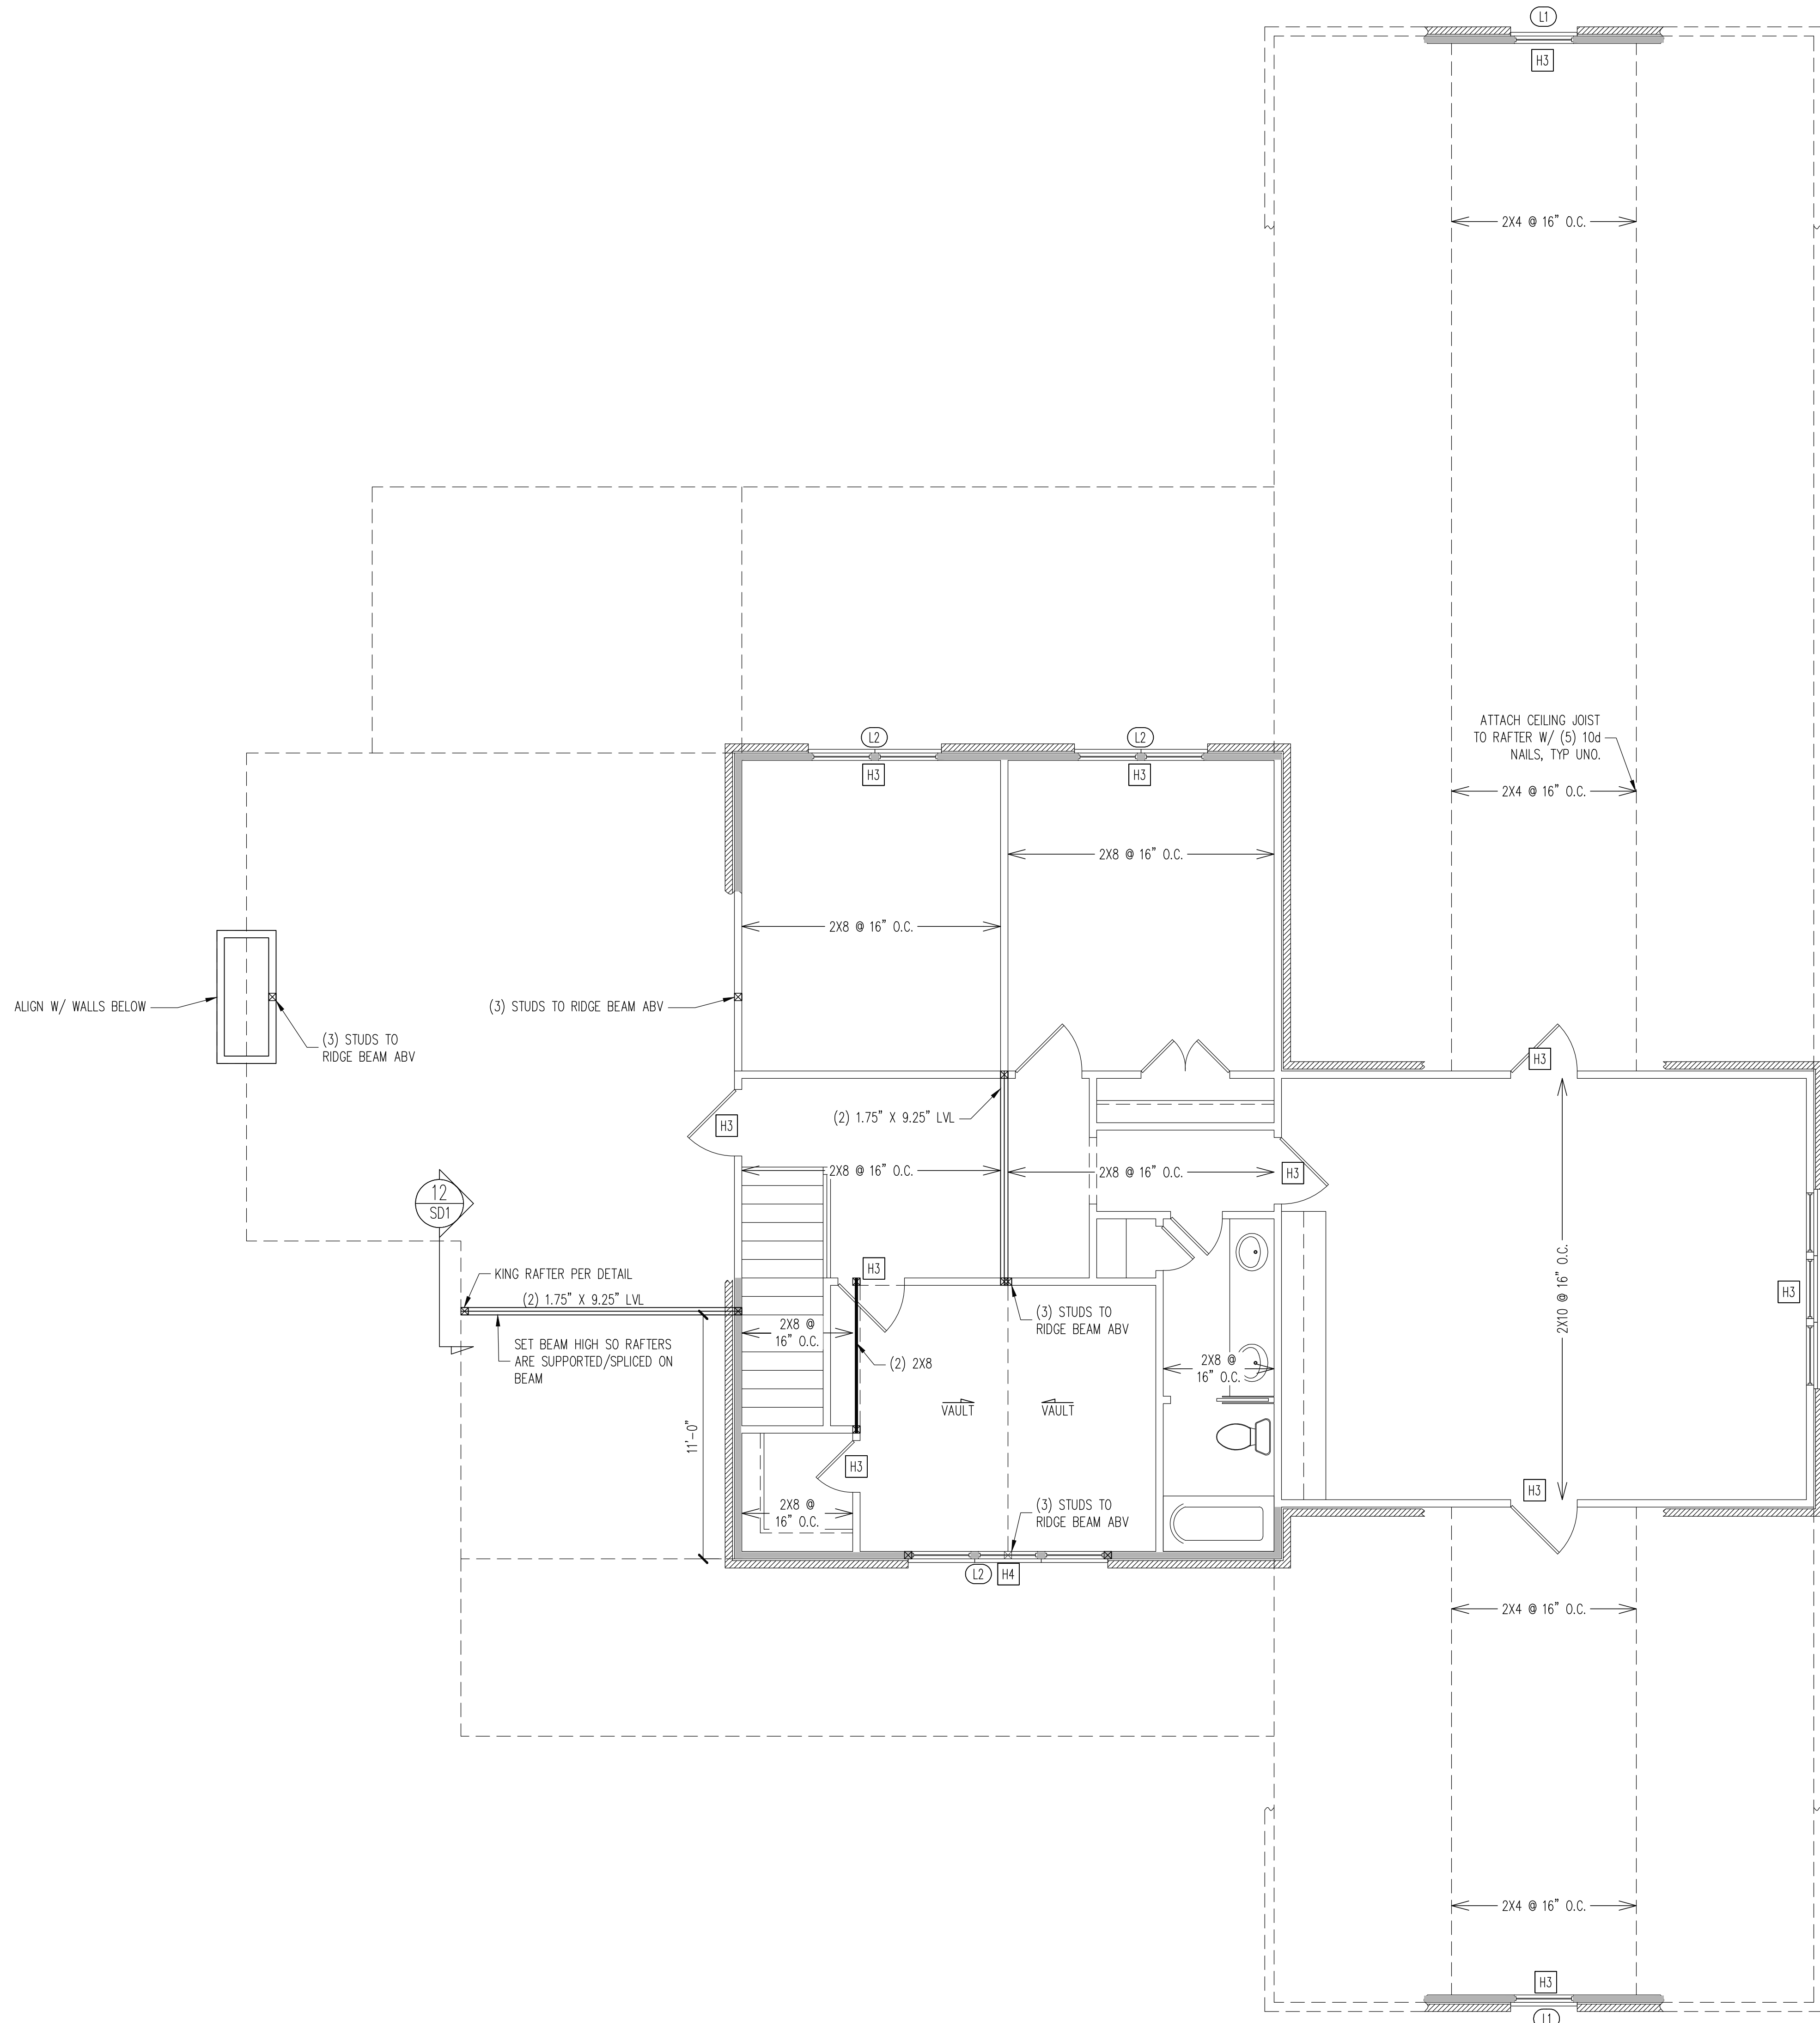 L1
H3
2X4 @ 16" O.C.
ATTACH CEILING JOIST
TO RAFTER W/ (5) 10d
NAILS, TYP UNO.
2X4 @ 16" O.C.
L2
L2
H3
H3
2X8 @ 16" O.C.
2X8 @ 16" O.C.
ALIGN W/ WALLS BELOW
(3) STUDS TO RIDGE BEAM ABV
(3) STUDS TO
RIDGE BEAM ABV
H3
(2) 1.75" X 9.25" LVL
H3
2X8 @ 16" O.C.
2X8 @ 16" O.C.
H3
12
SD1
KING RAFTER PER DETAIL
(2) 1.75" X 9.25" LVL
H3
2X10 @ 16" O.C.
H3
SET BEAM HIGH SO RAFTERS
ARE SUPPORTED/SPLICED ON
BEAM
2X8 @
16" O.C.
(2) 2X8
(3) STUDS TO
RIDGE BEAM ABV
2X8 @
16" O.C.
VAULT
VAULT
11'-0"
H3
H3
2X8 @
16" O.C.
(3) STUDS TO
RIDGE BEAM ABV
L2
H4
2X4 @ 16" O.C.
2X4 @ 16" O.C.
H3
L1